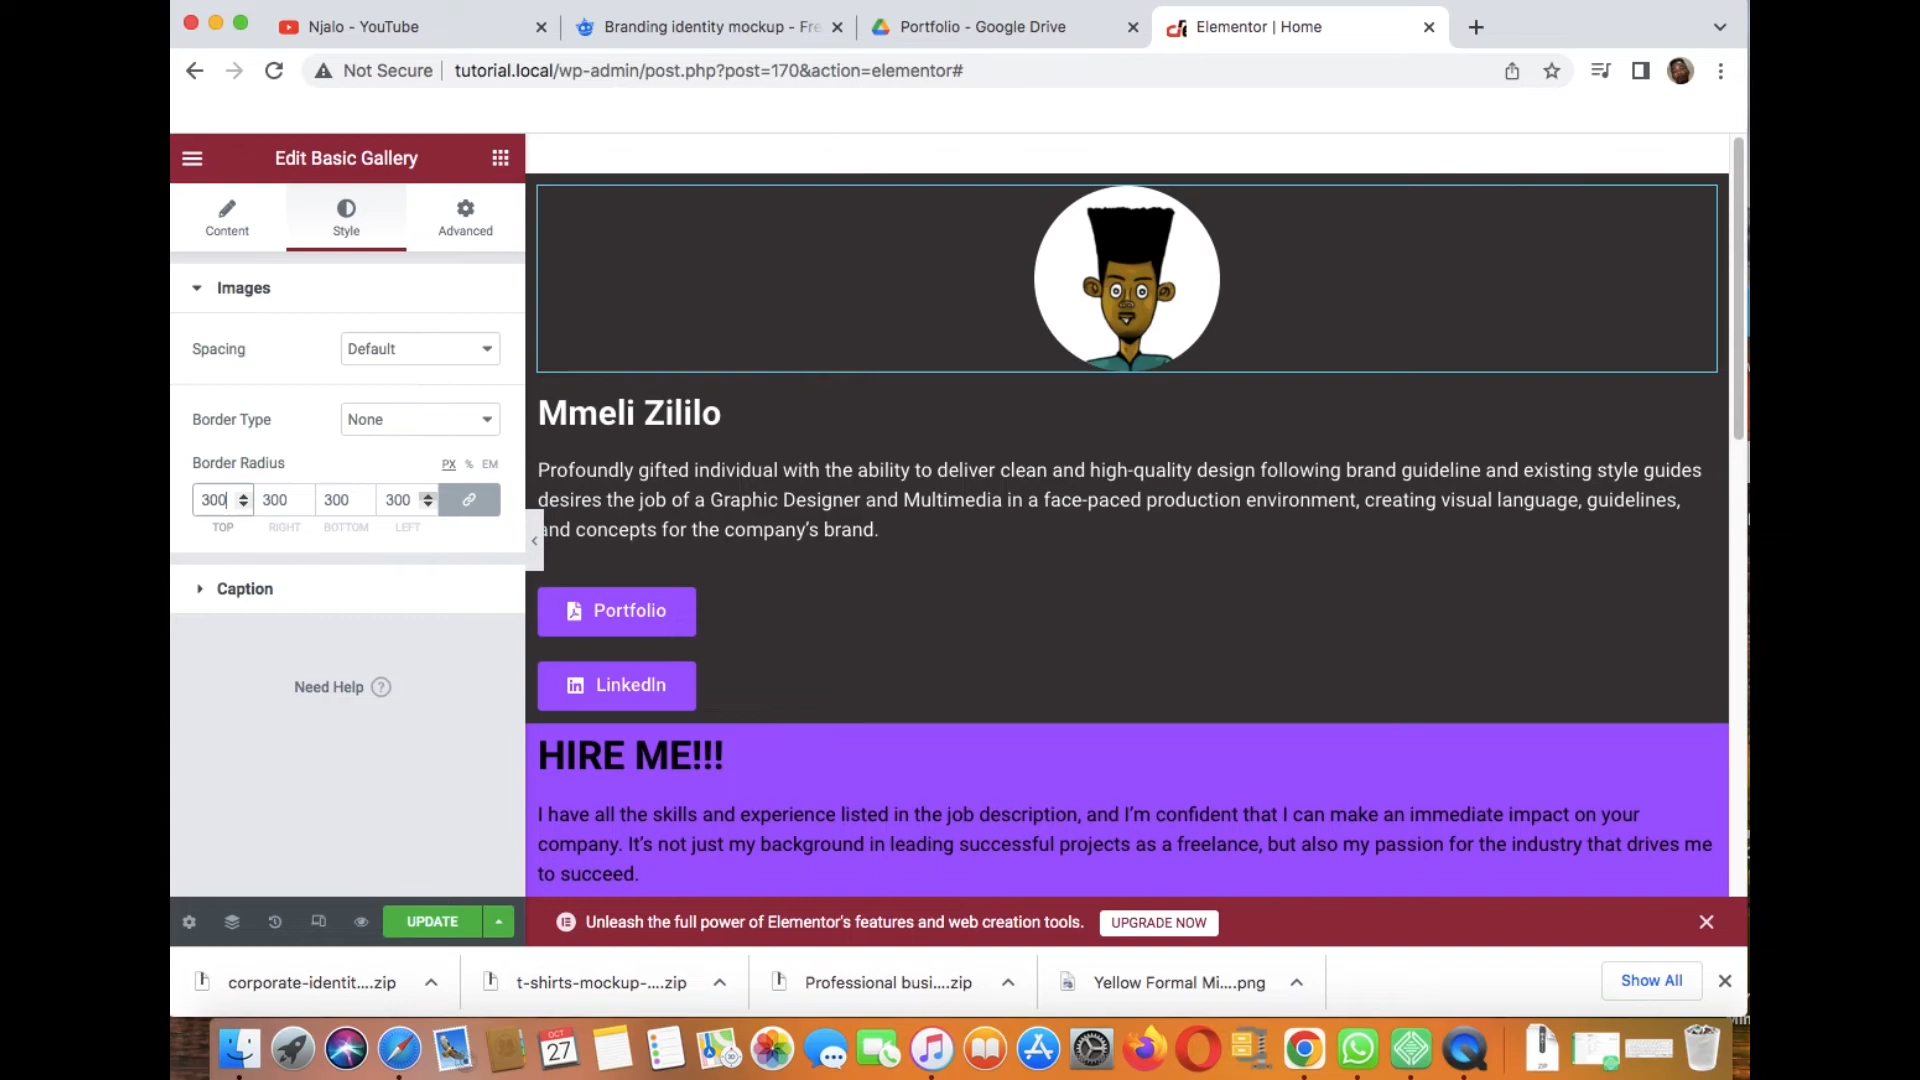 Njalo - YouTube
Branding identity mockup - Fre
Portfolio - Google Drive
Elementor | Home
Not Secure
tutorial.local/wp-admin/post.php?post=170&action=elementor#
Edit Basic Gallery
Content
Style
Advanced
Images
Spacing
Default
Border Type
None
Border Radius
PX % EM
300 300 300 300
TOP RIGHT BOTTOM LEFT
Caption
Need Help ?
UPDATE
Mmeli Zililo
Profoundly gifted individual with the ability to deliver clean and high-quality design following brand guideline and existing style guides
desires the job of a Graphic Designer and Multimedia in a face-paced production environment, creating visual language, guidelines,
and concepts for the company’s brand.
Portfolio
LinkedIn
HIRE ME!!!
I have all the skills and experience listed in the job description, and I’m confident that I can make an immediate impact on your
company. It’s not just my background in leading successful projects as a freelance, but also my passion for the industry that drives me
to succeed.
Unleash the full power of Elementor's features and web creation tools.
UPGRADE NOW
corporate-identit....zip
t-shirts-mockup-....zip
Professional busi....zip
Yellow Formal Mi....png
Show All
OCT
27
ZIP